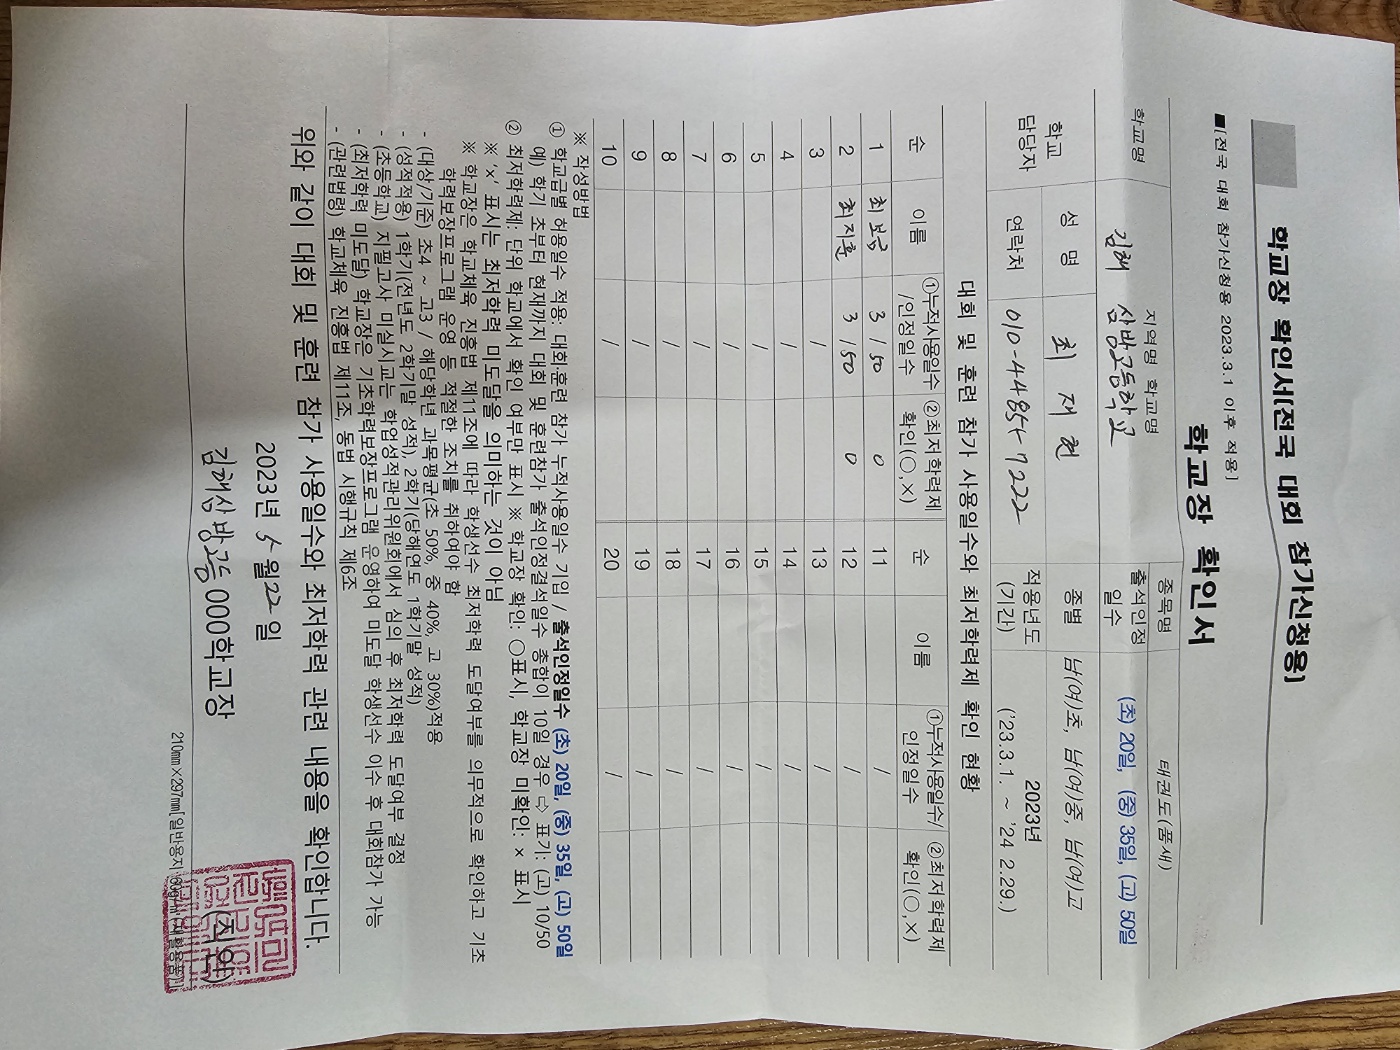 학교장 확인서[전국 대회 참가신청용]
■ [전국 대회 참가신청용 2023.3.1 이후 적용]
학교장 확인서
학교명 지역명 학교명 종목명 태권도(품새)
김해 삼방고등학교 출석인정일수 (초) 20일, (중) 35일, (고) 50일
학교 담당자 성 명 최 재 천 종별 남(여)초, 남(여)중, 남(여)고
연락처 적용년도 (기간) 2023년 ('23.3.1. ~ '24 2.29.)
대회 및 훈련 참가 사용일수와 최저학력제 확인 현황
순 이름 ①누적사용일수/인정일수 ②최저학력제 확인(○,×) 순 이름 ①누적사용일수/인정일수 ②최저학력제 확인(○,×)
1 3 / 50 0 11 /
2 최지훈 3 / 50 0 12 /
3 / 13 /
4 / 14 /
5 / 15 /
6 / 16 /
7 / 17 /
8 / 18 /
9 / 19 /
10 / 20 /
※ 작성방법
① 학교급별 허용일수 적용: 대회.훈련 참가 누적사용일수 기입 / 출석인정일수 (초) 20일, (중) 35일, (고) 50일
예) 학기 초부터 현재까지 대회 및 훈련참가 출석인정결석일수 총합이 10일 경우 ⇨ 표기: (고) 10/50
② 최저학력제: 단위 학교에서 확인 여부만 표시 ※ 학교장 확인: ○표시, 학교장 미확인: × 표시
※ '×' 표시는 최저학력 미도달을 의미하는 것이 아님
※ 학교장은 학교체육 진흥법 제11조에 따라 학생선수 최저학력 도달여부를 의무적으로 확인하고 기초
학력보장프로그램 운영 등 적절한 조치를 취하여야 함
- (대상/기준) 초4 ~ 고3 / 해당학년 과목평균(초 50%, 중 40%, 고 30%)적용
- (성적적용) 1학기(전년도 2학기말 성적), 2학기(당해연도 1학기말 성적)
- (초등학교) 지필고사 미실시교는 학업성적관리위원회에서 심의 후 최저학력 도달여부 결정
- (최저학력 미도달) 학교장은 기초학력보장프로그램 운영하여 미도달 학생선수 이수 후 대회참가 가능
- (관련법령) 학교체육 진흥법 제11조, 동법 시행규칙 제6조
위와 같이 대회 및 훈련 참가 사용일수와 최저학력 관련 내용을 확인합니다.
2023년 5월 22일
김해삼방고등 000학교장 (직인)
210mm×297mm[일반용지 60g/㎡(재활용품)]